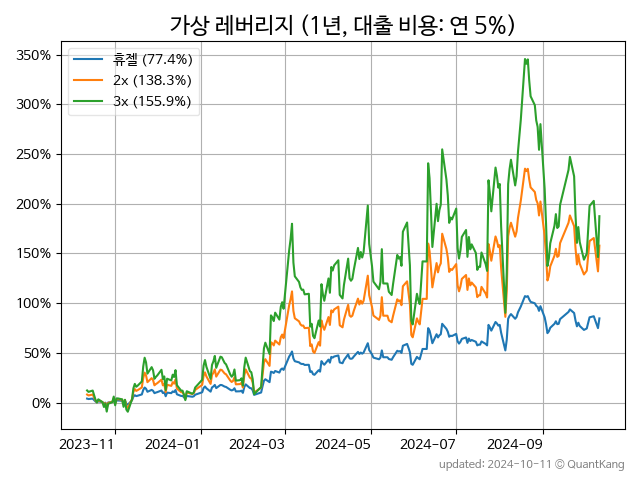 가상 레버리지 (1년, 대출 비용: 연 5%)
휴젤 (77.4%)
2x (138.3%)
3x (155.9%)
350%
300%
250%
200%
150%
100%
50%
0%
2023-11 2024-01 2024-03 2024-05 2024-07 2024-09
updated: 2024-10-11 © QuantKang